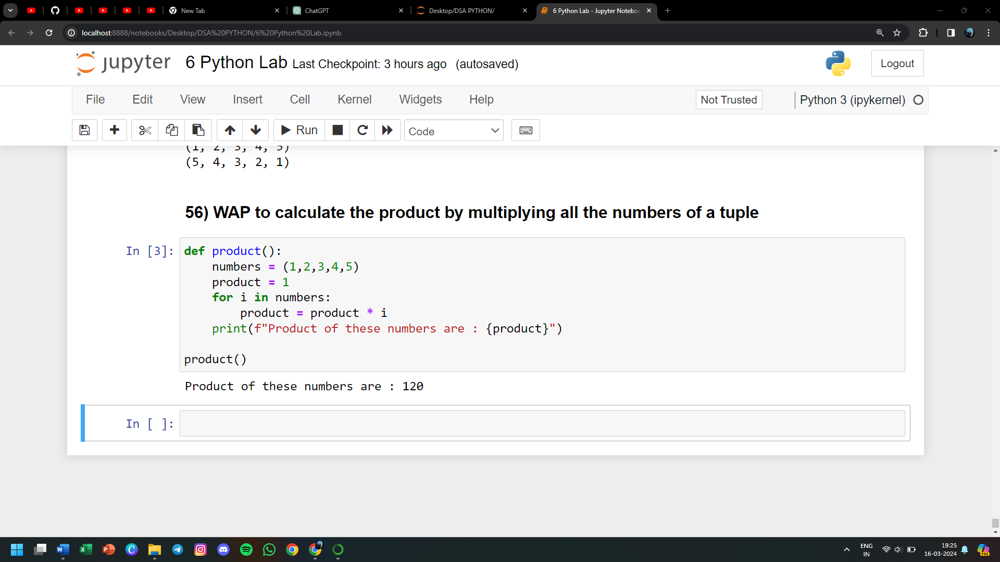 New Tab
ChatGPT
Desktop/DSA PYTHON/
6 Python Lab - Jupyter Noteboo
localhost:8888/notebooks/Desktop/DSA%20PYTHON/6%20Python%20Lab.ipynb
jupyter 6 Python Lab Last Checkpoint: 3 hours ago (autosaved)
Logout
File Edit View Insert Cell Kernel Widgets Help
Not Trusted
Python 3 (ipykernel)
Run
Code
(1, 2, 3, 4, 5)
(5, 4, 3, 2, 1)
56) WAP to calculate the product by multiplying all the numbers of a tuple
In [3]:
def product():
    numbers = (1,2,3,4,5)
    product = 1
    for i in numbers:
        product = product * i
    print(f"Product of these numbers are : {product}")
product()
Product of these numbers are : 120
In [ ]:
ENG
IN
19:25
16-03-2024
PRE